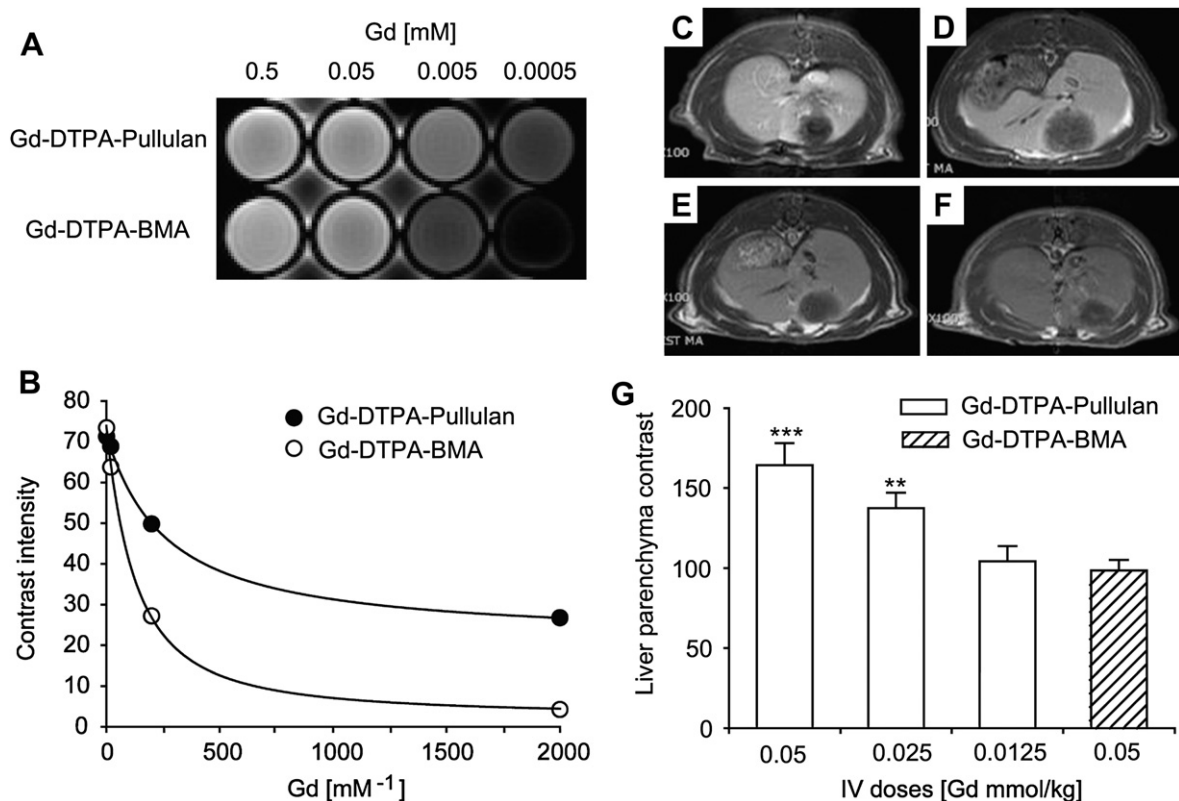 A
Gd [mM]
0.5 0.05 0.005 0.0005
Gd-DTPA-Pullulan
Gd-DTPA-BMA
B
80
70
60
50
40
30
20
10
0
Contrast intensity
Gd-DTPA-Pullulan
Gd-DTPA-BMA
0 500 1000 1500 2000
Gd [mM⁻¹]
C
X100
D
00
ST MA
E
X100
ST MA
F
X100
G
200
150
100
50
0
Liver parenchyma contrast
Gd-DTPA-Pullulan
Gd-DTPA-BMA
***
**
0.05 0.025 0.0125 0.05
IV doses [Gd mmol/kg]